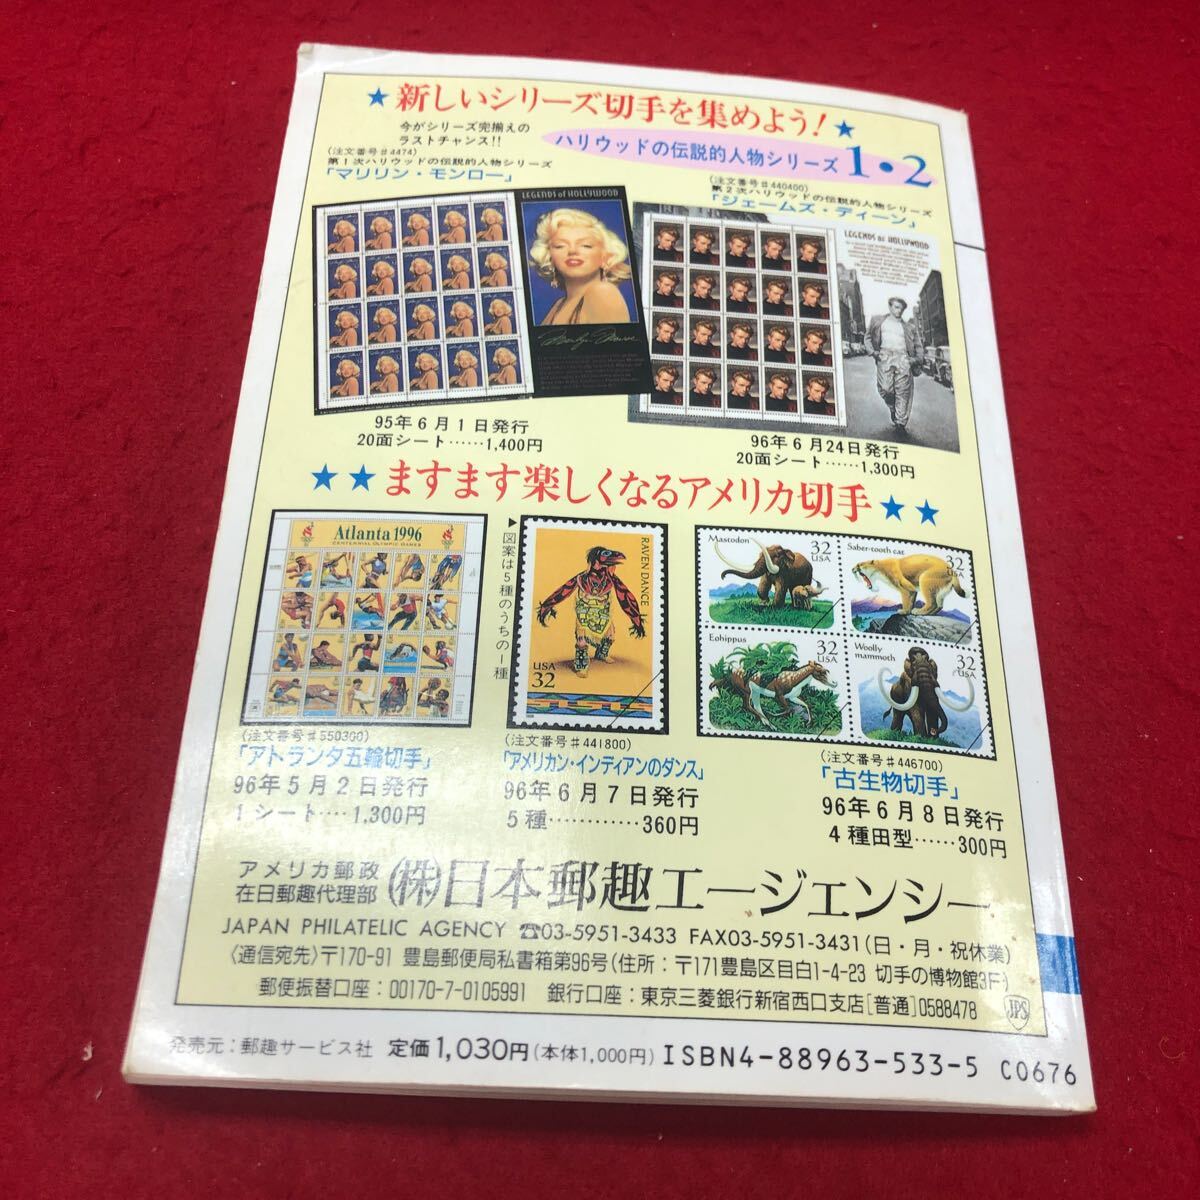 ★新しいシリーズ切手を集めよう!★
今がシリーズ完揃えの
ラストチャンス!!
ハリウッドの伝説的人物シリーズ 1・2
(注文番号#4474)
第1次ハリウッドの伝説的人物シリーズ
「マリリン・モンロー」
(注文番号#440400)
第2次ハリウッドの伝説的人物シリーズ
「ジェームズ・ディーン」
LEGENDS of HOLLYWOOD
Marilyn Monroe
LEGENDS of HOLLYWOOD
95年6月1日発行
20面シート……1,400円
96年6月24日発行
20面シート……1,300円
★★ますます楽しくなるアメリカ切手★★
Atlanta 1996
CENTENNIAL OLYMPIC GAMES
▶図案は5種のうちの1種
RAVEN DANCE
USA
32
Mastodon
32
USA
Saber-tooth cat
32
USA
Eohippus
32
USA
Woolly
mammoth
32
USA
(注文番号#550300)
「アトランタ五輪切手」
96年5月2日発行
1シート‥‥1,300円
(注文番号#441800)
「アメリカン・インディアンのダンス」
96年6月7日発行
5種…………360円
(注文番号#446700)
「古生物切手」
96年6月8日発行
4種田型……300円
アメリカ郵政
在日郵趣代理部
(株)日本郵趣エージェンシー
JAPAN PHILATELIC AGENCY ☎03-5951-3433 FAX03-5951-3431(日・月・祝休業)
〈通信宛先〉〒170-91 豊島郵便局私書箱第96号(住所:〒171豊島区目白1-4-23 切手の博物館3F)
郵便振替口座:00170-7-0105991 銀行口座:東京三菱銀行新宿西口支店[普通]0588478
JPS
発売元:郵趣サービス社 定価1,030円(本体1,000円) ISBN4-88963-533-5 C0676